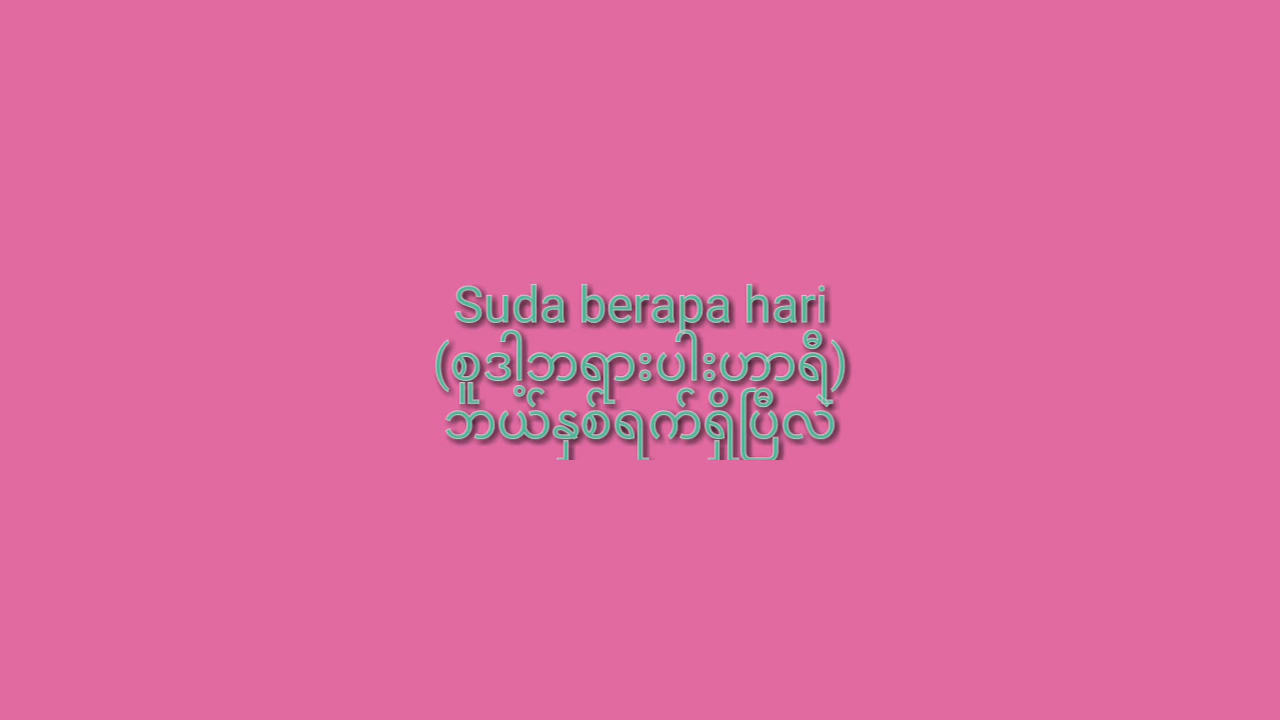 Suda berapa hari
(စူဒါ့ဘရားပါးဟာရီ)
ဘယ်နှစ်ရက်ရှိပြီလဲ